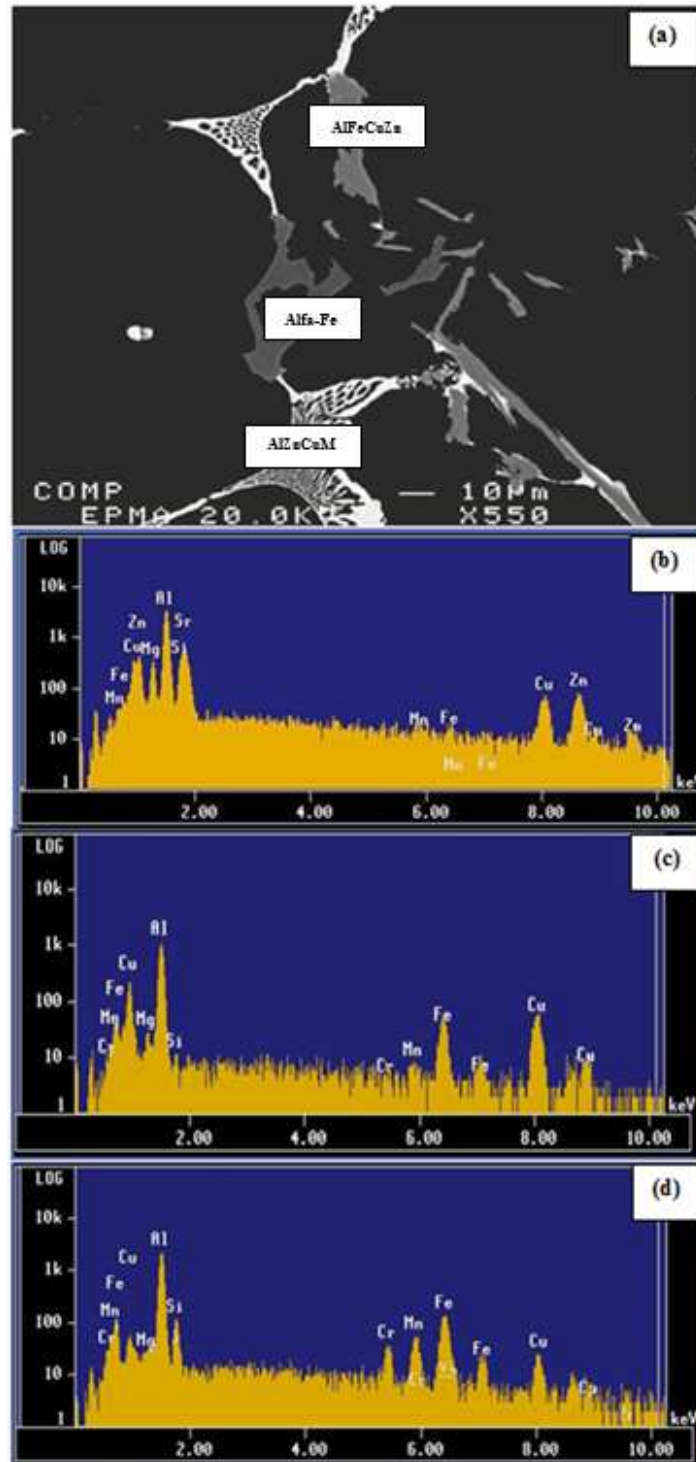 (a)
AlFeCuZn
Alfa-Fe
AlZnCuM
COMP 10μm
EPMA 20.0K X550
(b)
LOG
10k
1k
100
10
1
Al
Zn Sr
Cu Mg Si
Fe
Mn
Mn Fe
Cu Zn
Cu Zn
Mn Fe
2.00 4.00 6.00 8.00 10.00
keV
(c)
LOG
10k
1k
100
10
1
Al
Cu
Fe
Mg Mg
Cr Si
Cr Mn Fe Fe
Cu Cu
2.00 4.00 6.00 8.00 10.00
keV
(d)
LOG
10k
1k
100
10
1
Al
Cu
Fe
Mn Si
Cr Mg
Cr Mn Fe Fe
Cu
2.00 4.00 6.00 8.00 10.00
keV